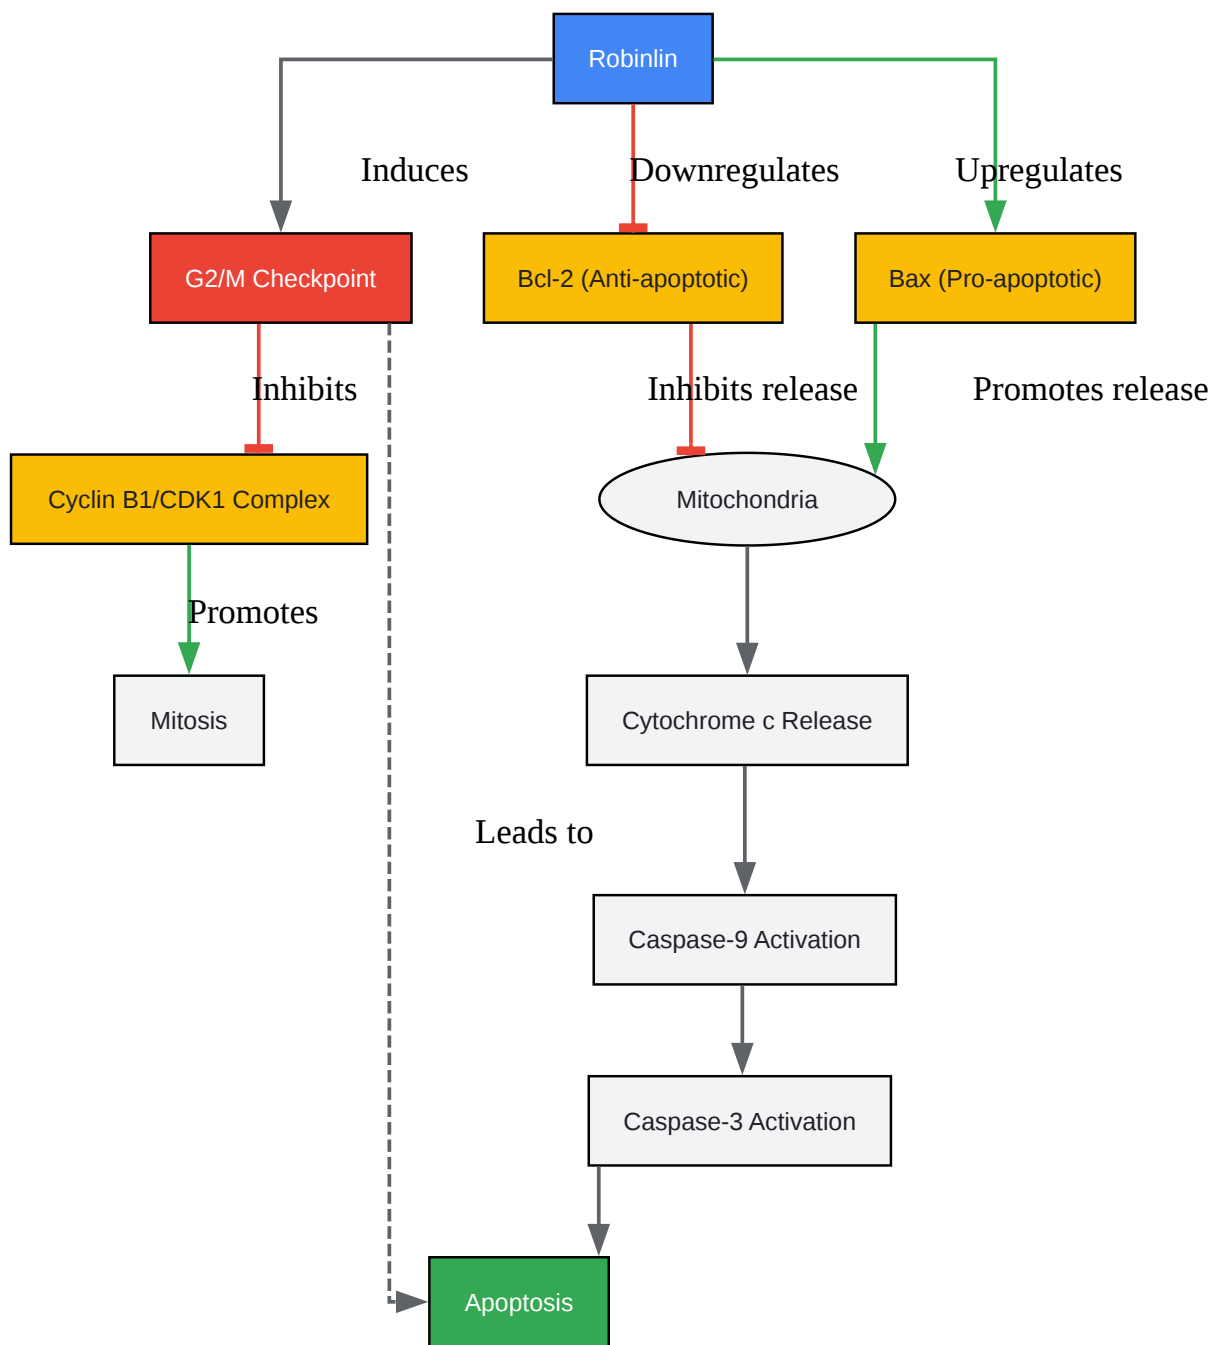 Robinlin
Induces
Downregulates
Upregulates
G2/M Checkpoint
Bcl-2 (Anti-apoptotic)
Bax (Pro-apoptotic)
Inhibits
Inhibits release
Promotes release
Cyclin B1/CDK1 Complex
Mitochondria
Promotes
Mitosis
Cytochrome c Release
Leads to
Caspase-9 Activation
Caspase-3 Activation
Apoptosis